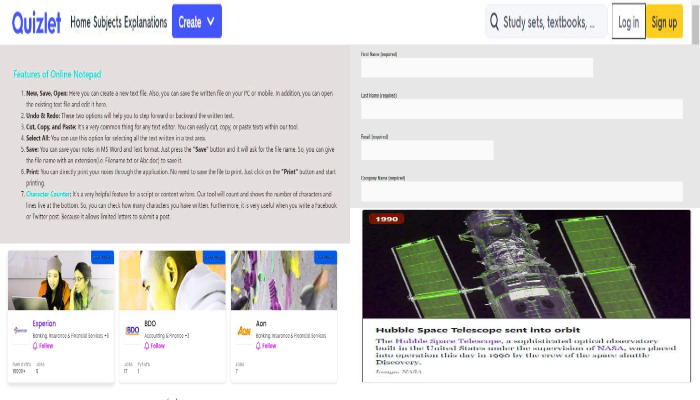 Quizlet Home Subjects Explanations Create Study sets, textbooks, ... Log in Sign up
Features of Online Notepad
1. New, Save, Open: Here you can create a new text file. Also, you can save the written file on your PC or mobile. In addition, you can open
the existing text file and edit it here.
2. Undo & Redo: These two options will help you to step forward or backward the written text.
3. Cut, Copy, and Paste: It's a very common thing for any text editor. You can easily cut, copy, or paste texts within our tool.
4. Select All: You can use this option for selecting all the text written in a text area.
5. Save: You can save your notes in MS Word and Text format. Just press the "Save" button and it will ask for the file name. So, you can give
the file name with an extension(i.e. Filename.txt or Abc.doc) to save it.
6. Print: You can directly print your notes through the application. No need to save the file to print. Just click on the "Print" button and start
printing.
7. Character Counter: It's a very helpful feature for a script or content writers. Our tool will count and shows the number of characters and
lines live at the bottom. So, you can check how many characters you have written. Furthermore, it is very useful when you write a Facebook
or Twitter post. Because it allows limited letters to submit a post.
First Name (required)
Last Name (required)
Email (required)
Company Name (required)
Experian
Banking, Insurance & Financial Services +3
Follow
BDO
BDO
Accounting & Finance +3
Follow
Aon
Aon
Banking, Insurance & Financial Services
Follow
1990
Hubble Space Telescope sent into orbit
The Hubble Space Telescope, a sophisticated optical observatory
built in the United States under the supervision of NASA, was placed
into operation this day in 1990 by the crew of the space shuttle
Discovery.
Image: NASA